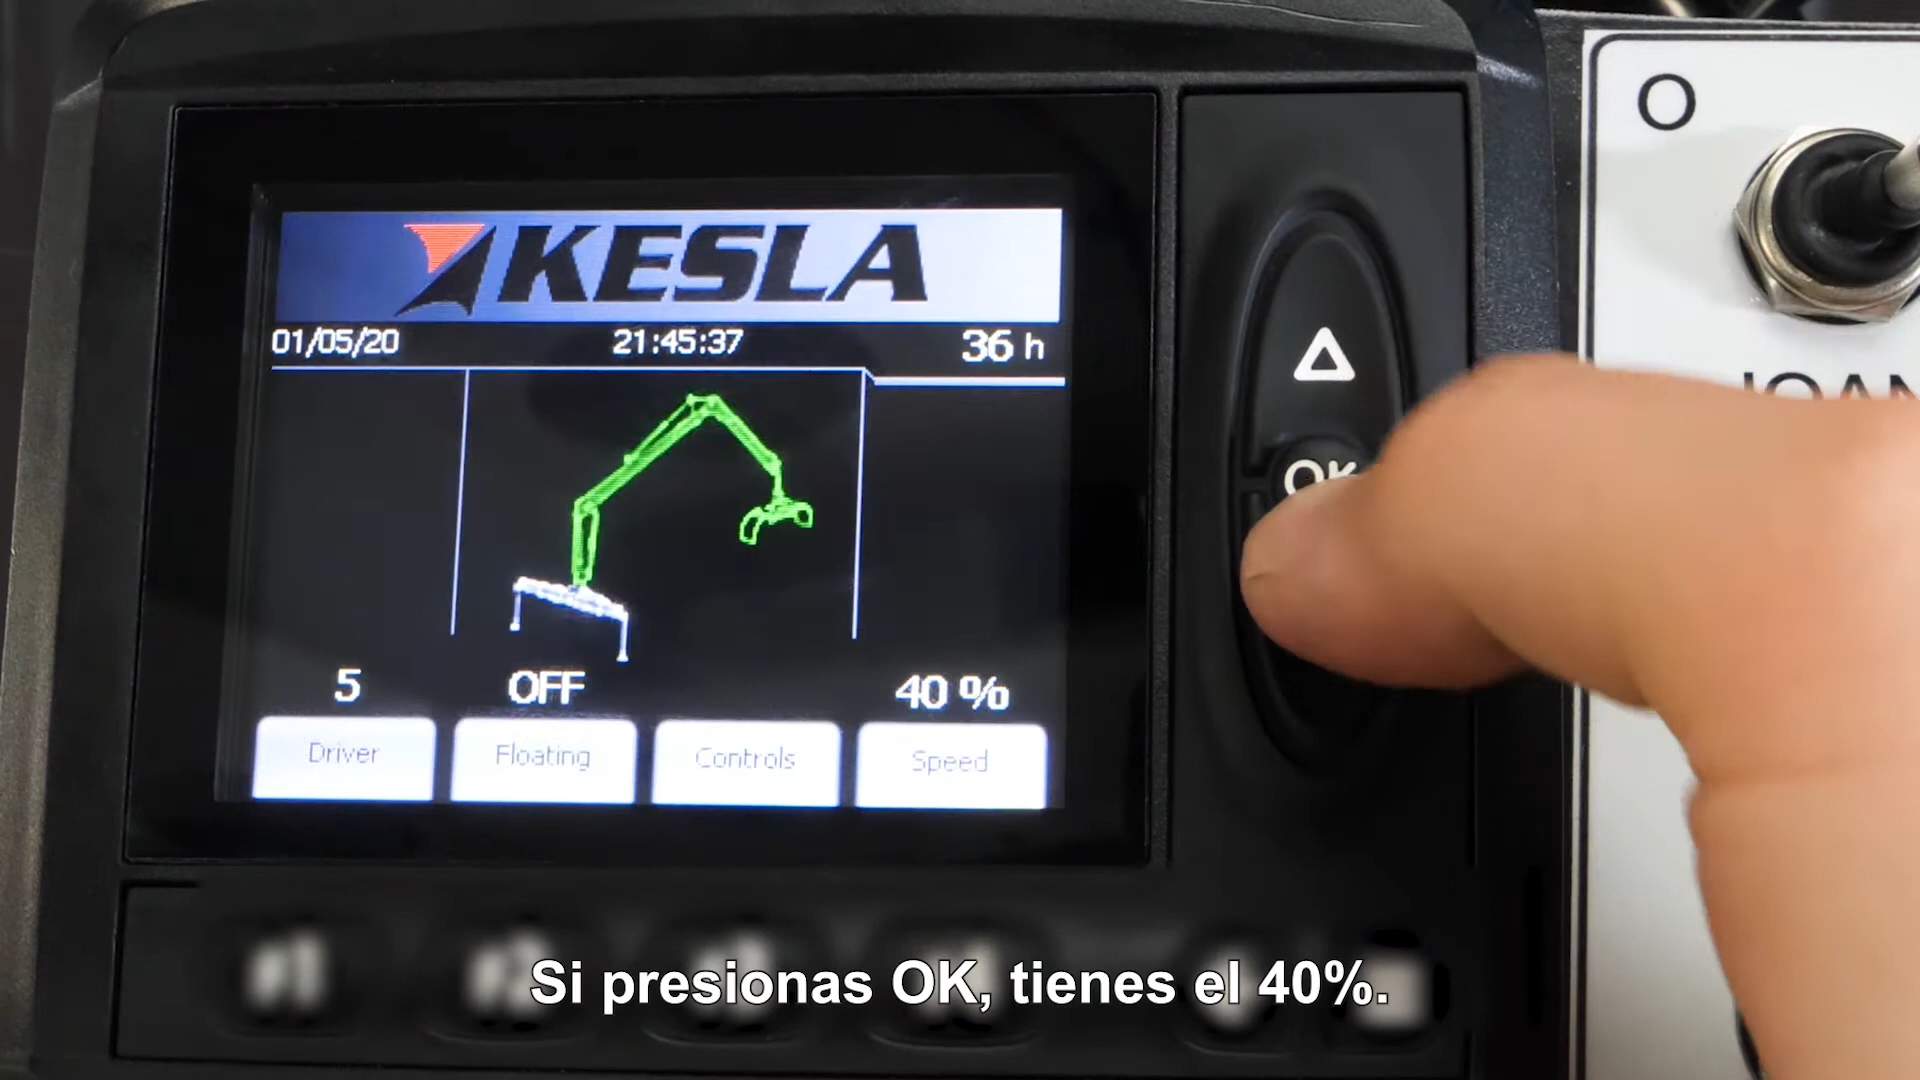 O
KESLA
01/05/20 21:45:37 36 h
OK
5 OFF 40 %
Driver Floating Controls Speed
Si presionas OK, tienes el 40%.